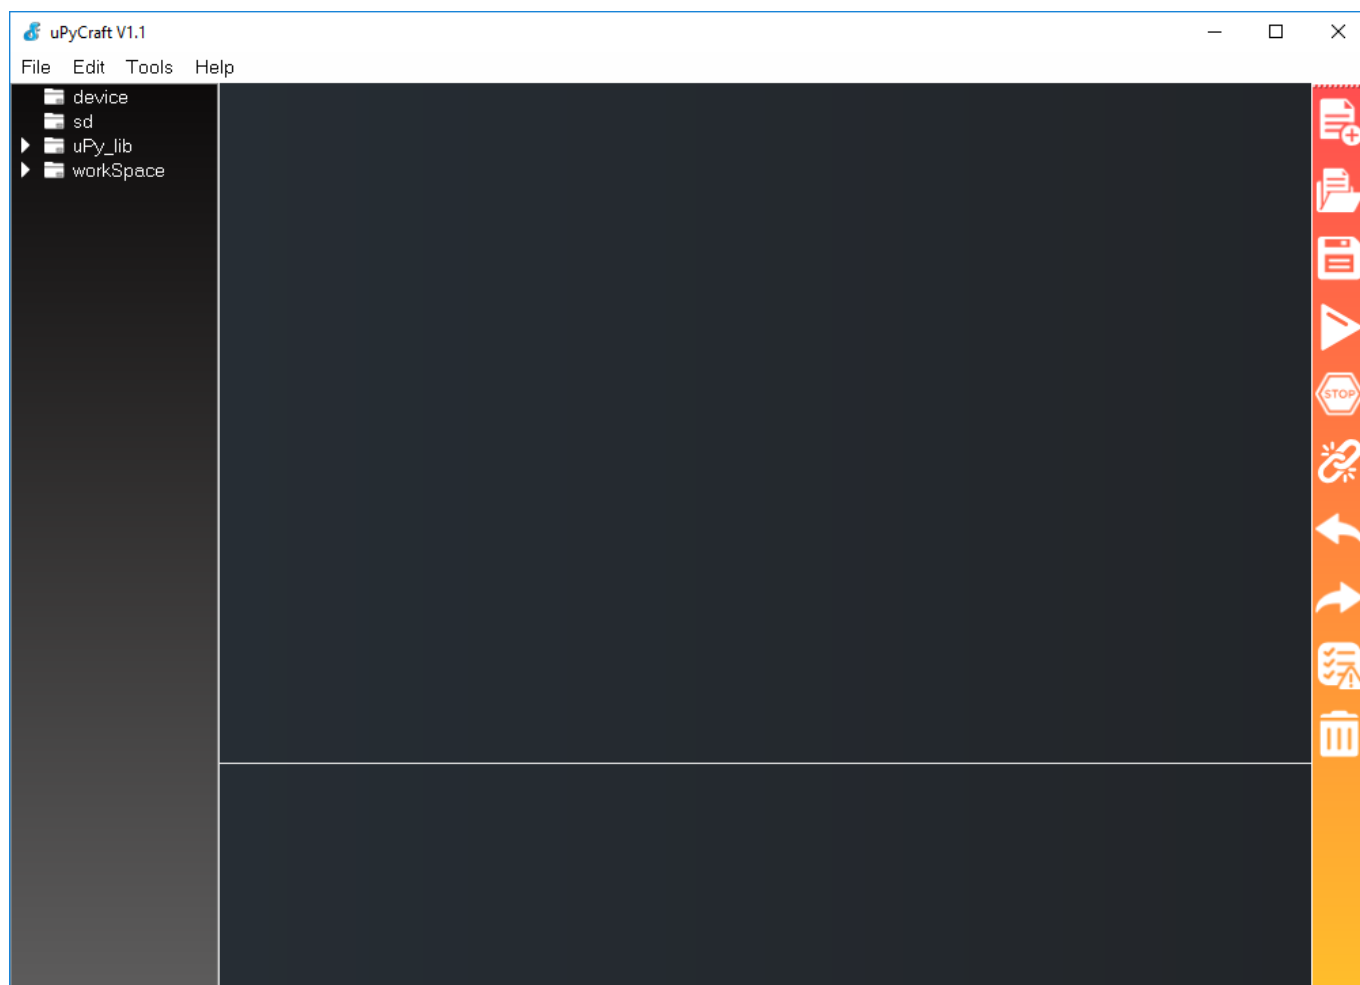 uPyCraft V1.1
File Edit Tools Help
device
sd
uPy_lib
workSpace
STOP